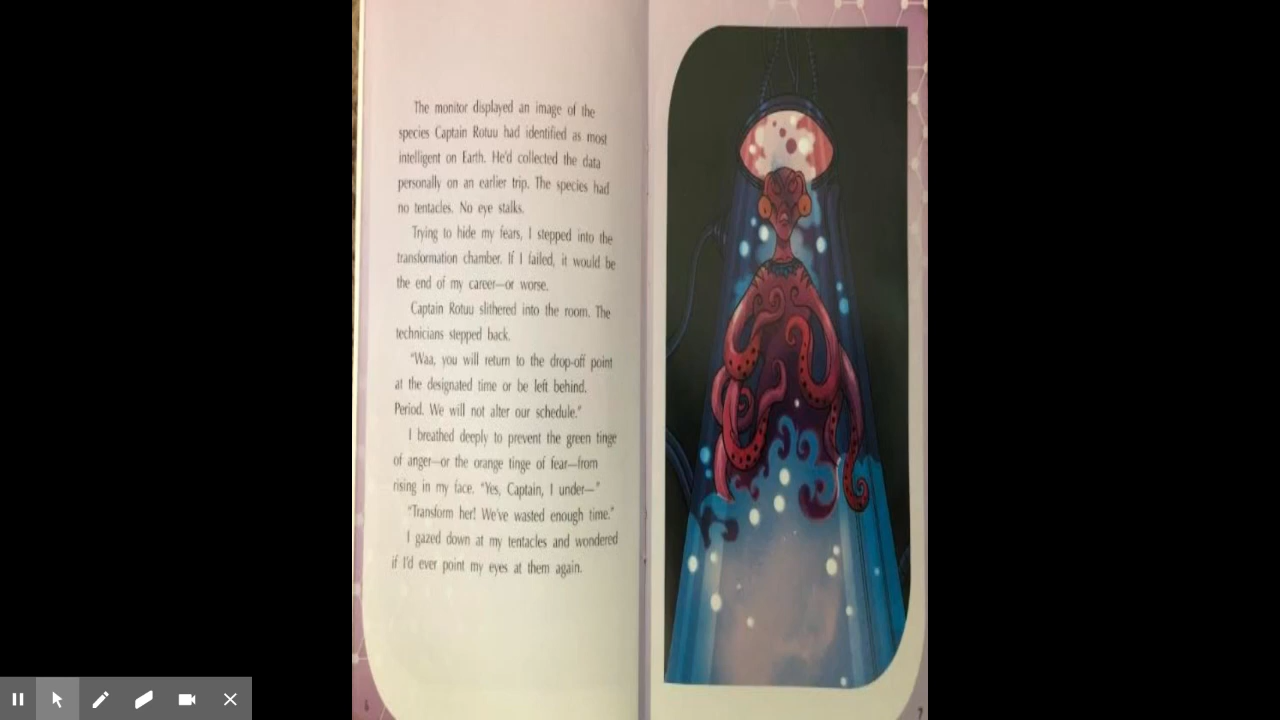 The monitor displayed an image of the
species Captain Rotuu had identified as most
intelligent on Earth. He'd collected the data
personally on an earlier trip. The species had
no tentacles. No eye stalks.
Trying to hide my fears, I stepped into the
transformation chamber. If I failed, it would be
the end of my career—or worse.
Captain Rotuu slithered into the room. The
technicians stepped back.
"Waa, you will return to the drop-off point
at the designated time or be left behind.
Period. We will not alter our schedule."
I breathed deeply to prevent the green tinge
of anger—or the orange tinge of fear—from
rising in my face. "Yes, Captain, I under—"
"Transform her! We've wasted enough time."
I gazed down at my tentacles and wondered
if I'd ever point my eyes at them again.
6
7